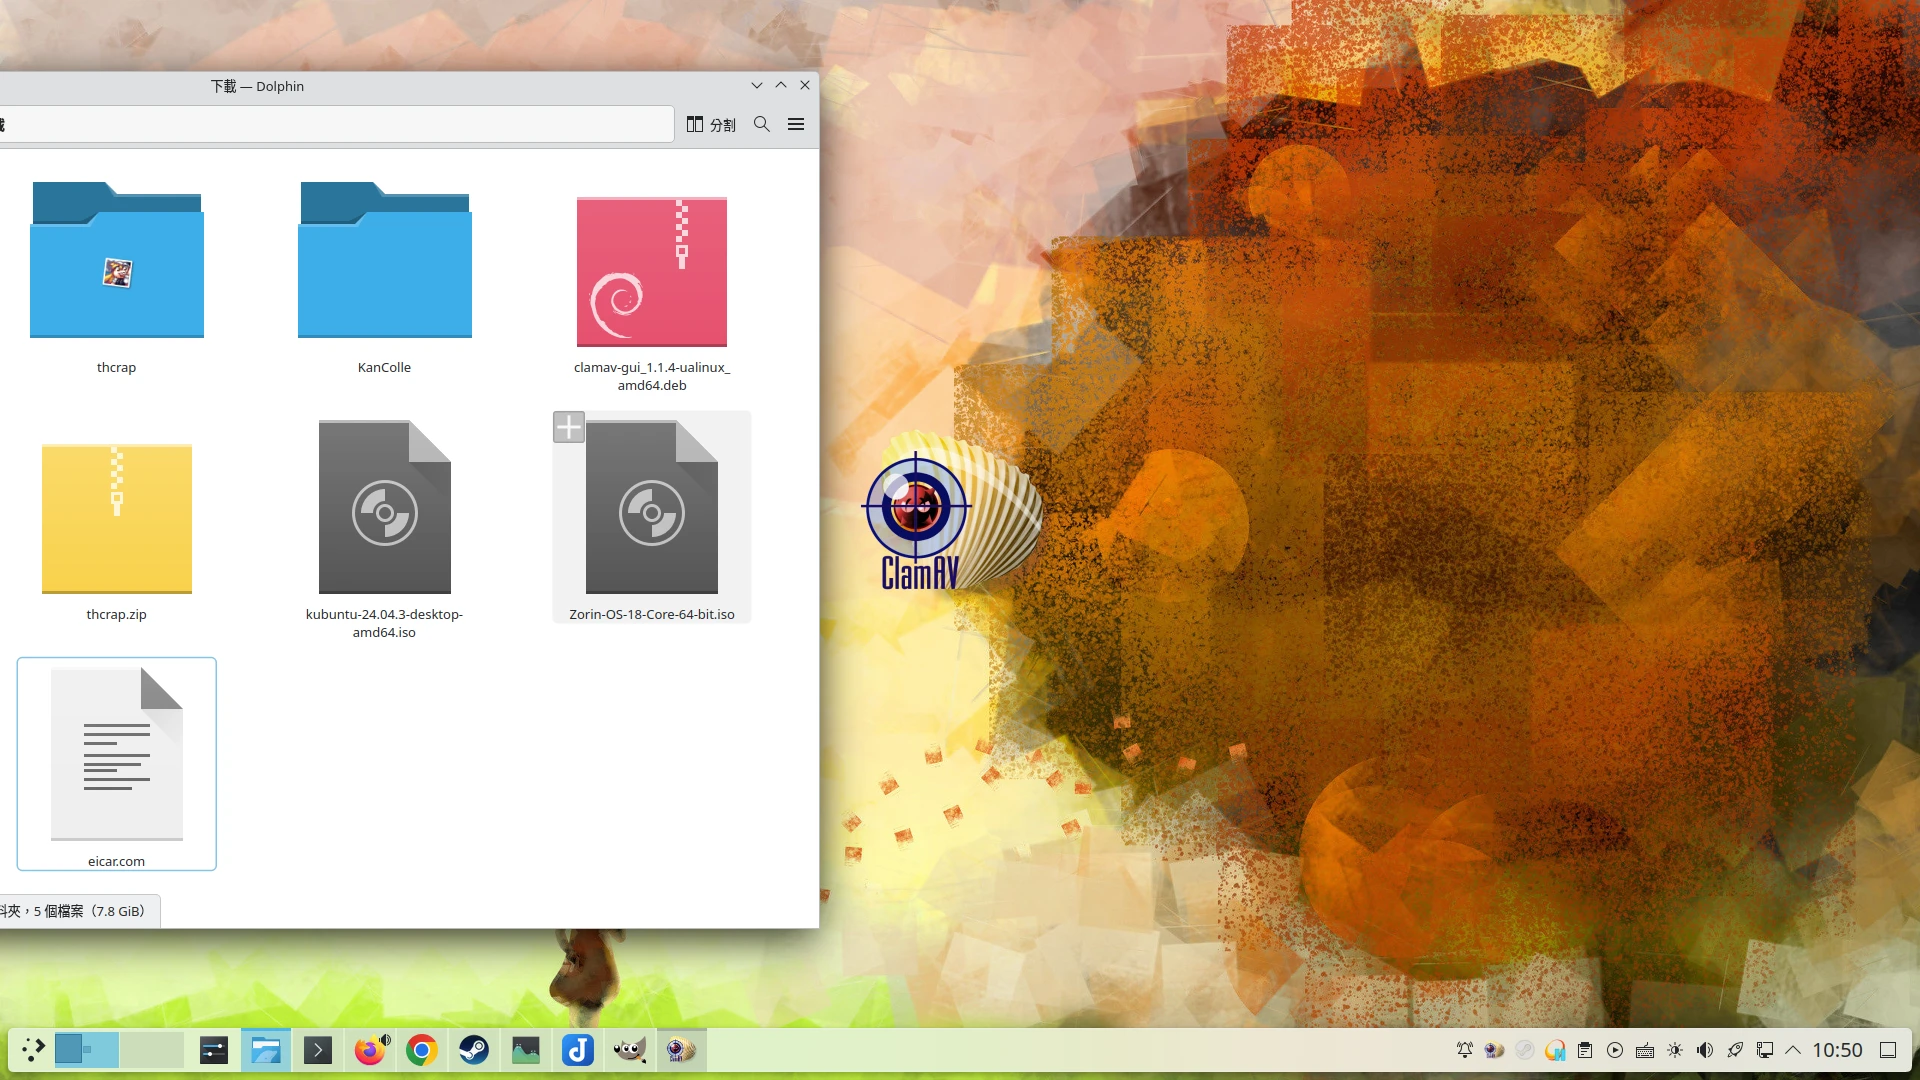 下載 — Dolphin
分割
thcrap
KanColle
clamav-gui_1.1.4-ualinux_
amd64.deb
thcrap.zip
kubuntu-24.04.3-desktop-
amd64.iso
Zorin-OS-18-Core-64-bit.iso
ClamAV
eicar.com
料夾，5 個檔案（7.8 GiB）
10:50